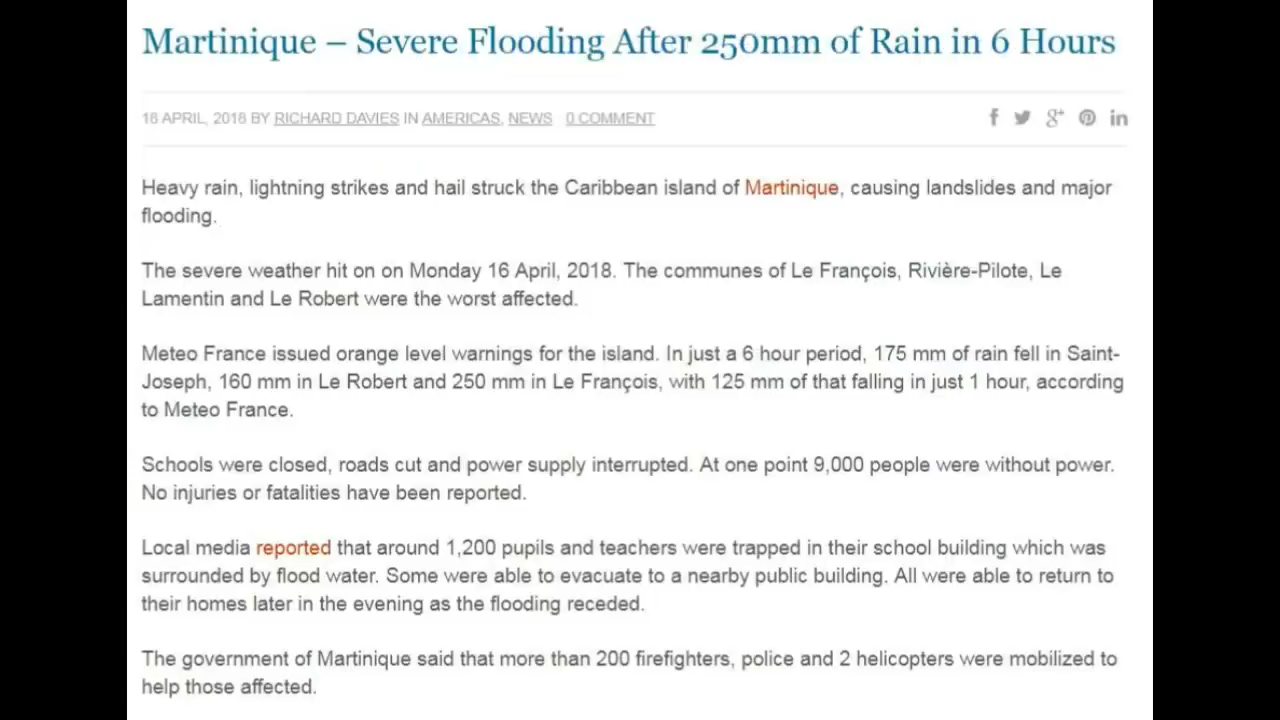 Martinique – Severe Flooding After 250mm of Rain in 6 Hours
16 APRIL, 2018 BY RICHARD DAVIES IN AMERICAS, NEWS 0 COMMENT
Heavy rain, lightning strikes and hail struck the Caribbean island of Martinique, causing landslides and major
flooding.
The severe weather hit on on Monday 16 April, 2018. The communes of Le François, Rivière-Pilote, Le
Lamentin and Le Robert were the worst affected.
Meteo France issued orange level warnings for the island. In just a 6 hour period, 175 mm of rain fell in Saint-
Joseph, 160 mm in Le Robert and 250 mm in Le François, with 125 mm of that falling in just 1 hour, according
to Meteo France.
Schools were closed, roads cut and power supply interrupted. At one point 9,000 people were without power.
No injuries or fatalities have been reported.
Local media reported that around 1,200 pupils and teachers were trapped in their school building which was
surrounded by flood water. Some were able to evacuate to a nearby public building. All were able to return to
their homes later in the evening as the flooding receded.
The government of Martinique said that more than 200 firefighters, police and 2 helicopters were mobilized to
help those affected.